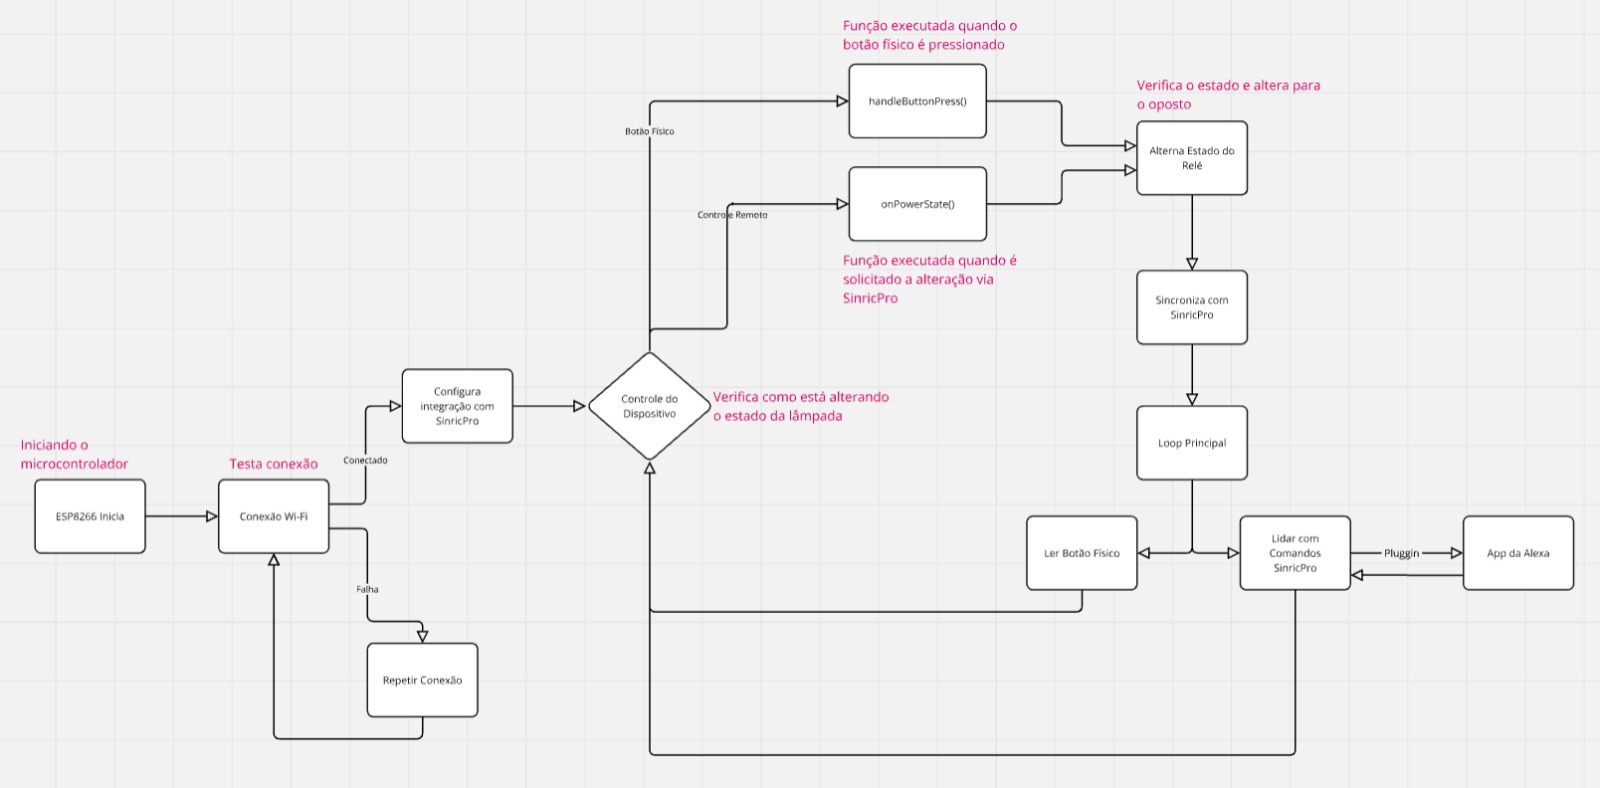 Função executada quando o
botão físico é pressionado
handleButtonPress()
Verifica o estado e altera para
o oposto
Botão Físico
Alterna Estado do
Relé
onPowerState()
Controle Remoto
Função executada quando é
solicitado a alteração via
SinricPro
Sincroniza com
SinricPro
Configura
integração com
SinricPro
Controle do
Dispositivo
Verifica como está alterando
o estado da lâmpada
Loop Principal
Iniciando o
microcontrolador
Testa conexão
Conectado
ESP8266 Inicia
Conexão Wi-Fi
Ler Botão Físico
Lidar com
Comandos
SinricPro
Pluggin
App da Alexa
Falha
Repetir Conexão